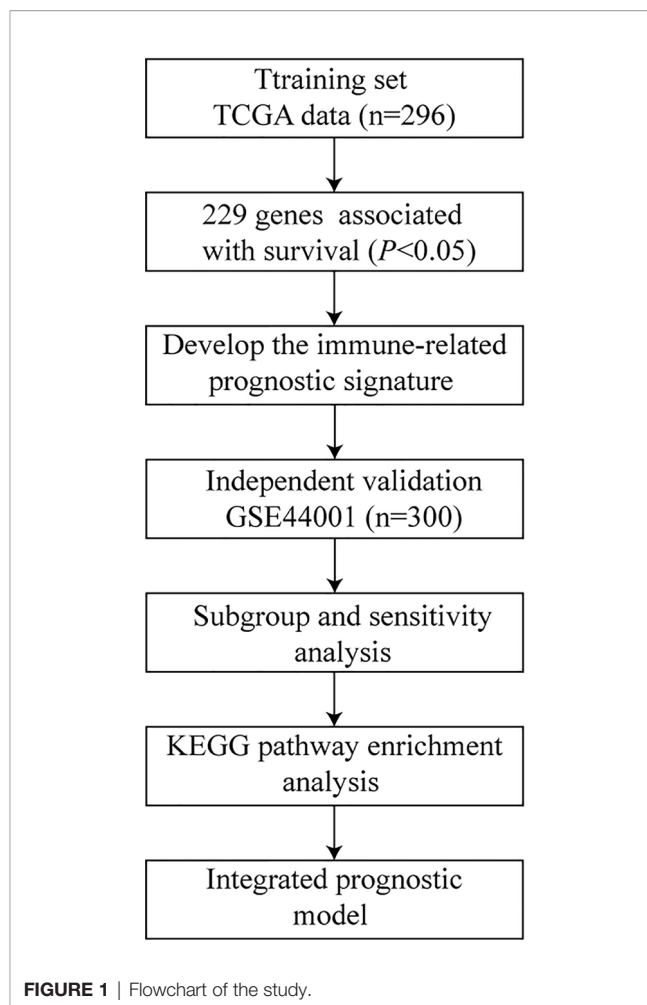 Ttraining set
TCGA data (n=296)
229 genes associated
with survival (P<0.05)
Develop the immune-related
prognostic signature
Independent validation
GSE44001 (n=300)
Subgroup and sensitivity
analysis
KEGG pathway enrichment
analysis
Integrated prognostic
model
FIGURE 1 | Flowchart of the study.